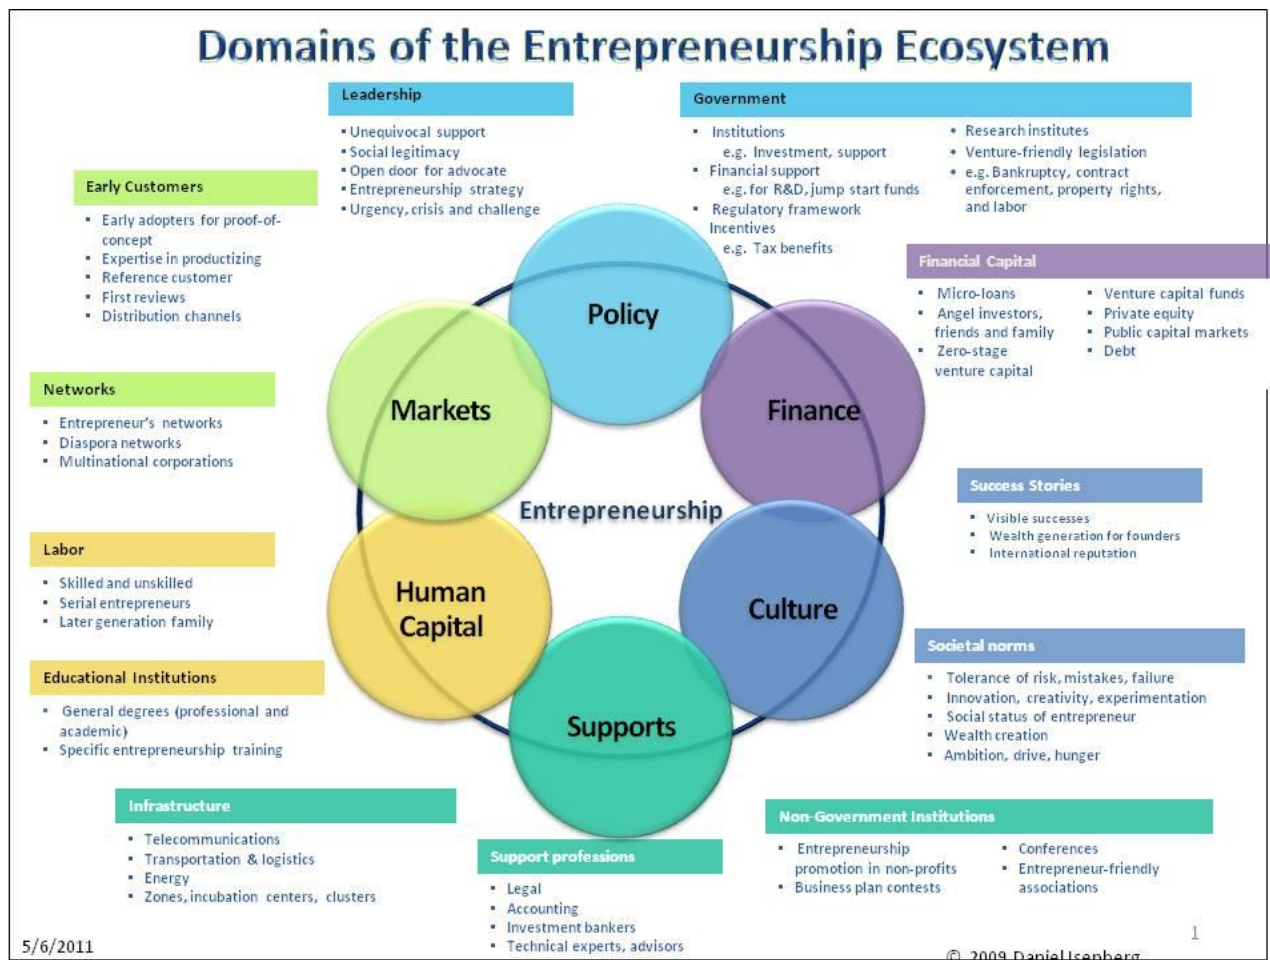 Domains of the Entrepreneurship Ecosystem
Leadership
▪ Unequivocal support
▪ Social legitimacy
▪ Open door for advocate
▪ Entrepreneurship strategy
▪ Urgency, crisis and challenge
Government
▪ Institutions
e.g. Investment, support
▪ Financial support
e.g. for R&D, jump start funds
▪ Regulatory framework
Incentives
e.g. Tax benefits
• Research institutes
• Venture-friendly legislation
• e.g. Bankruptcy, contract
enforcement, property rights,
and labor
Early Customers
▪ Early adopters for proof-of-
concept
▪ Expertise in productizing
▪ Reference customer
▪ First reviews
▪ Distribution channels
Financial Capital
▪ Micro-loans
▪ Angel investors,
friends and family
▪ Zero-stage
venture capital
▪ Venture capital funds
▪ Private equity
▪ Public capital markets
▪ Debt
Policy
Markets
Finance
Networks
▪ Entrepreneur's networks
▪ Diaspora networks
▪ Multinational corporations
Entrepreneurship
Success Stories
▪ Visible successes
▪ Wealth generation for founders
▪ International reputation
Labor
▪ Skilled and unskilled
▪ Serial entrepreneurs
▪ Later generation family
Human
Capital
Culture
Societal norms
▪ Tolerance of risk, mistakes, failure
▪ Innovation, creativity, experimentation
▪ Social status of entrepreneur
▪ Wealth creation
▪ Ambition, drive, hunger
Educational Institutions
▪ General degrees (professional and
academic)
▪ Specific entrepreneurship training
Supports
Infrastructure
▪ Telecommunications
▪ Transportation & logistics
▪ Energy
▪ Zones, incubation centers, clusters
Support professions
▪ Legal
▪ Accounting
▪ Investment bankers
▪ Technical experts, advisors
Non-Government Institutions
▪ Entrepreneurship
promotion in non-profits
▪ Business plan contests
▪ Conferences
▪ Entrepreneur-friendly
associations
5/6/2011
1
© 2009 Daniel Isenberg